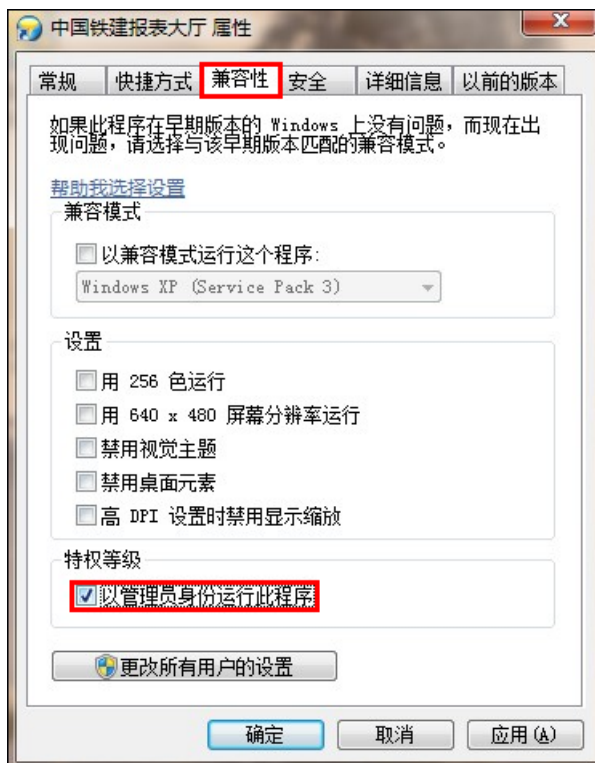 中国铁建报表大厅 属性
常规 快捷方式 兼容性 安全 详细信息 以前的版本
如果此程序在早期版本的 Windows 上没有问题，而现在出
现问题，请选择与该早期版本匹配的兼容模式。
帮助我选择设置
兼容模式
以兼容模式运行这个程序:
Windows XP (Service Pack 3)
设置
用 256 色运行
用 640 x 480 屏幕分辨率运行
禁用视觉主题
禁用桌面元素
高 DPI 设置时禁用显示缩放
特权等级
以管理员身份运行此程序
更改所有用户的设置
确定 取消 应用(A)